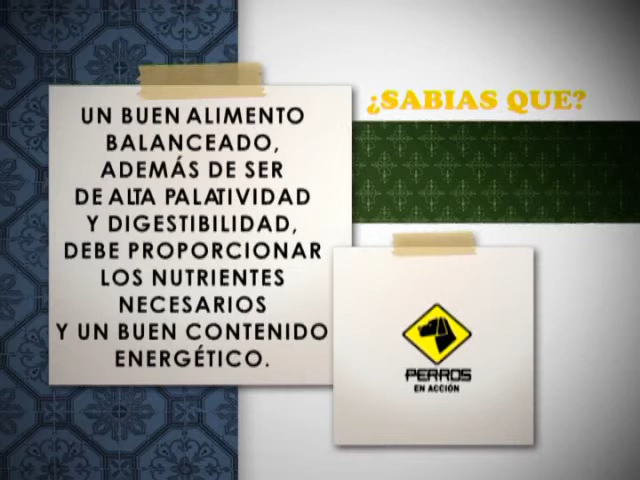 ¿SABIAS QUE?
UN BUEN ALIMENTO
BALANCEADO,
ADEMÁS DE SER
DE ALTA PALATIVIDAD
Y DIGESTIBILIDAD,
DEBE PROPORCIONAR
LOS NUTRIENTES
NECESARIOS
Y UN BUEN CONTENIDO
ENERGÉTICO.
PERROS
EN ACCIÓN